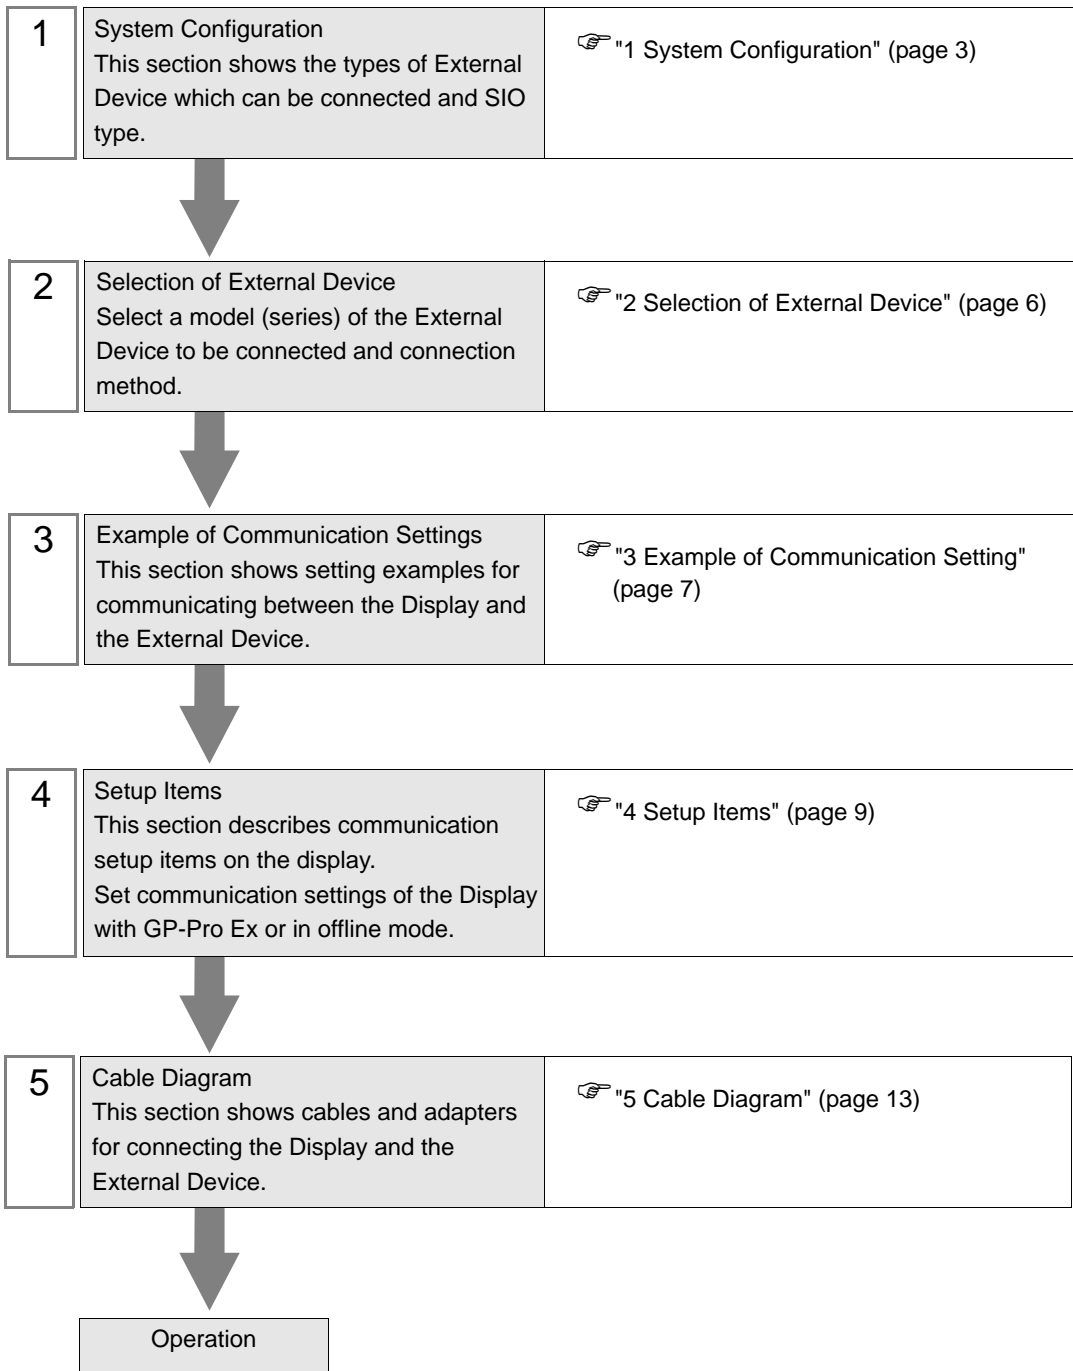 1
System Configuration
This section shows the types of External
Device which can be connected and SIO
type.
"1 System Configuration" (page 3)
2
Selection of External Device
Select a model (series) of the External
Device to be connected and connection
method.
"2 Selection of External Device" (page 6)
3
Example of Communication Settings
This section shows setting examples for
communicating between the Display and
the External Device.
"3 Example of Communication Setting"
(page 7)
4
Setup Items
This section describes communication
setup items on the display.
Set communication settings of the Display
with GP-Pro Ex or in offline mode.
"4 Setup Items" (page 9)
5
Cable Diagram
This section shows cables and adapters
for connecting the Display and the
External Device.
"5 Cable Diagram" (page 13)
Operation